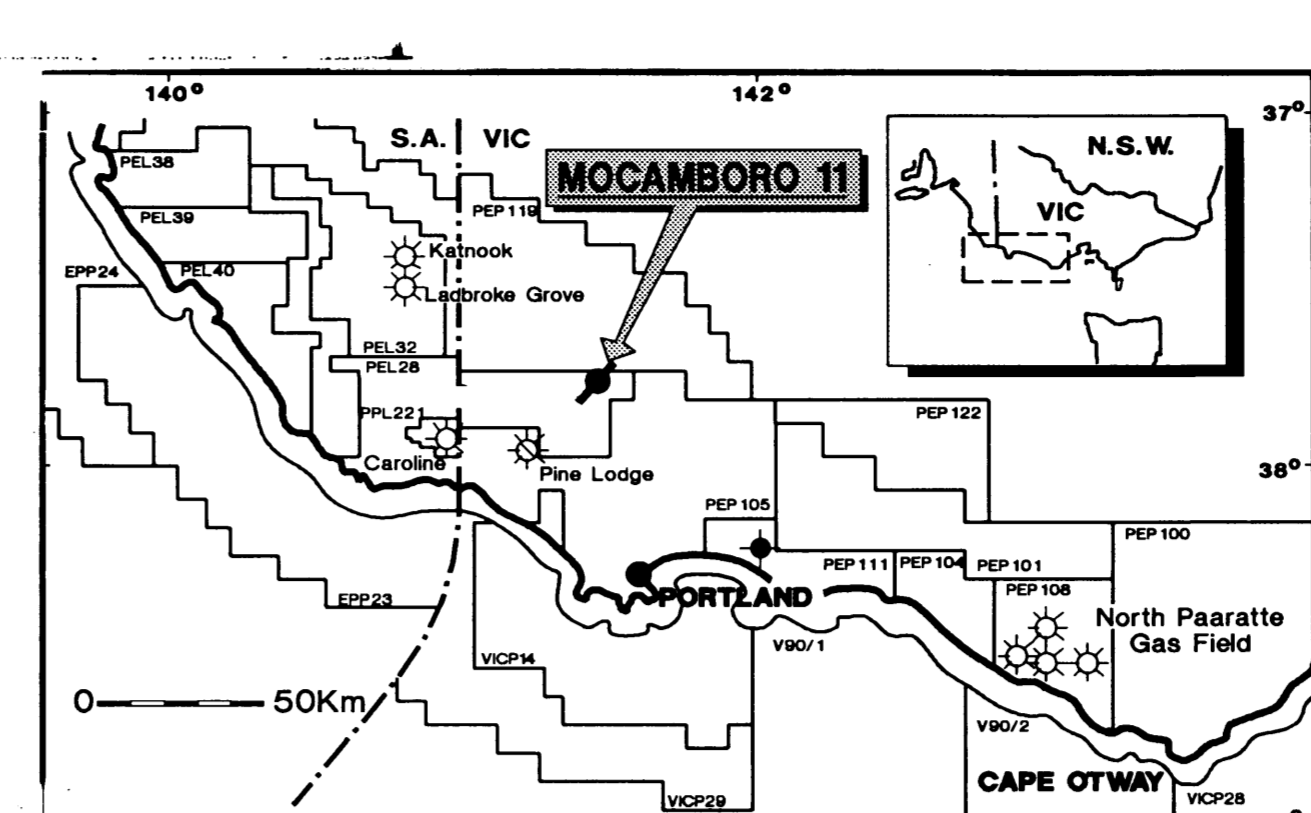 140°
142°
37°
S.A.
VIC
N.S.W.
VIC
MOCAMBORO 11
PEL38
PEL39
PEL40
EPP24
PEP 119
Katnook
Ladbroke Grove
PEL32
PEL28
PPL221
Caroline
Pine Lodge
PEP 122
38°
PEP 105
PEP 100
PEP 111
PEP 104
PEP 101
PEP 108
EPP23
PORTLAND
North Paaratte
Gas Field
V90/1
VICP14
0
50Km
V90/2
CAPE OTWAY
VICP29
VICP28